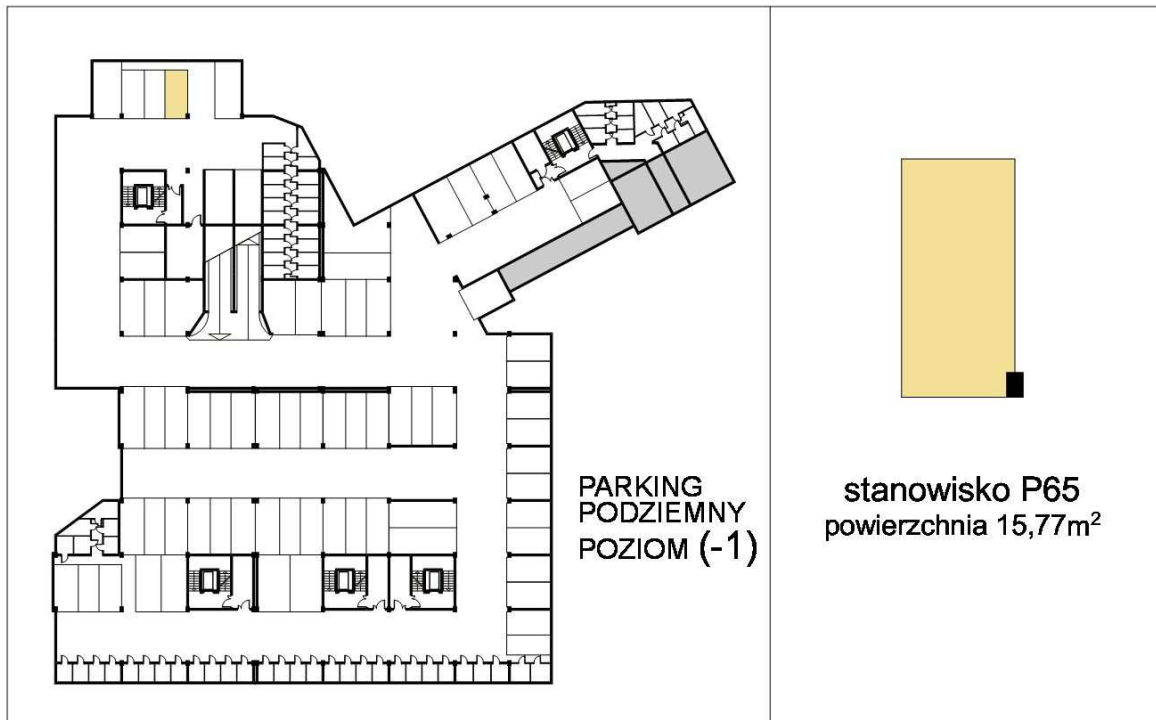 PARKING
PODZIEMNY
POZIOM (-1)
stanowisko P65
powierzchnia 15,77m²